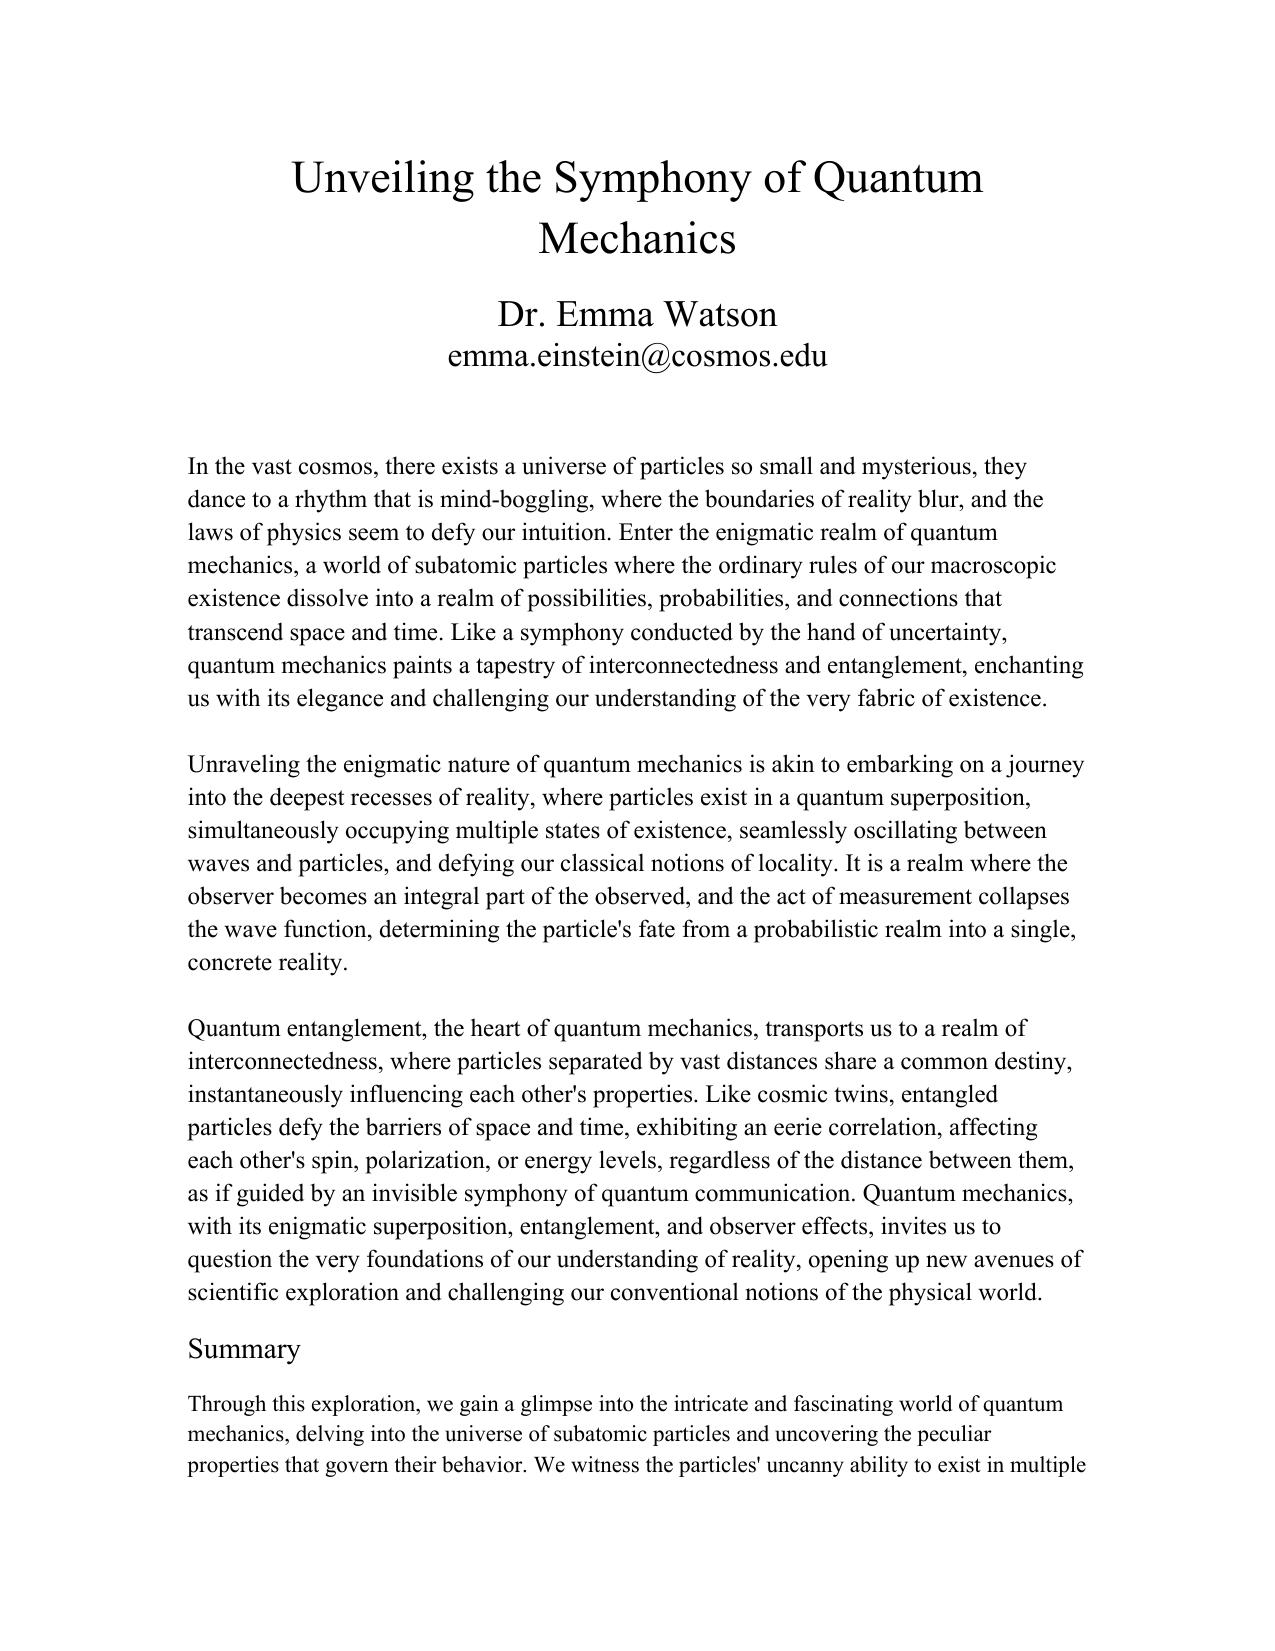 Unveiling the Symphony of Quantum
Mechanics
Dr. Emma Watson
emma.einstein@cosmos.edu
In the vast cosmos, there exists a universe of particles so small and mysterious, they
dance to a rhythm that is mind-boggling, where the boundaries of reality blur, and the
laws of physics seem to defy our intuition. Enter the enigmatic realm of quantum
mechanics, a world of subatomic particles where the ordinary rules of our macroscopic
existence dissolve into a realm of possibilities, probabilities, and connections that
transcend space and time. Like a symphony conducted by the hand of uncertainty,
quantum mechanics paints a tapestry of interconnectedness and entanglement, enchanting
us with its elegance and challenging our understanding of the very fabric of existence.
Unraveling the enigmatic nature of quantum mechanics is akin to embarking on a journey
into the deepest recesses of reality, where particles exist in a quantum superposition,
simultaneously occupying multiple states of existence, seamlessly oscillating between
waves and particles, and defying our classical notions of locality. It is a realm where the
observer becomes an integral part of the observed, and the act of measurement collapses
the wave function, determining the particle's fate from a probabilistic realm into a single,
concrete reality.
Quantum entanglement, the heart of quantum mechanics, transports us to a realm of
interconnectedness, where particles separated by vast distances share a common destiny,
instantaneously influencing each other's properties. Like cosmic twins, entangled
particles defy the barriers of space and time, exhibiting an eerie correlation, affecting
each other's spin, polarization, or energy levels, regardless of the distance between them,
as if guided by an invisible symphony of quantum communication. Quantum mechanics,
with its enigmatic superposition, entanglement, and observer effects, invites us to
question the very foundations of our understanding of reality, opening up new avenues of
scientific exploration and challenging our conventional notions of the physical world.
Summary
Through this exploration, we gain a glimpse into the intricate and fascinating world of quantum
mechanics, delving into the universe of subatomic particles and uncovering the peculiar
properties that govern their behavior. We witness the particles' uncanny ability to exist in multiple